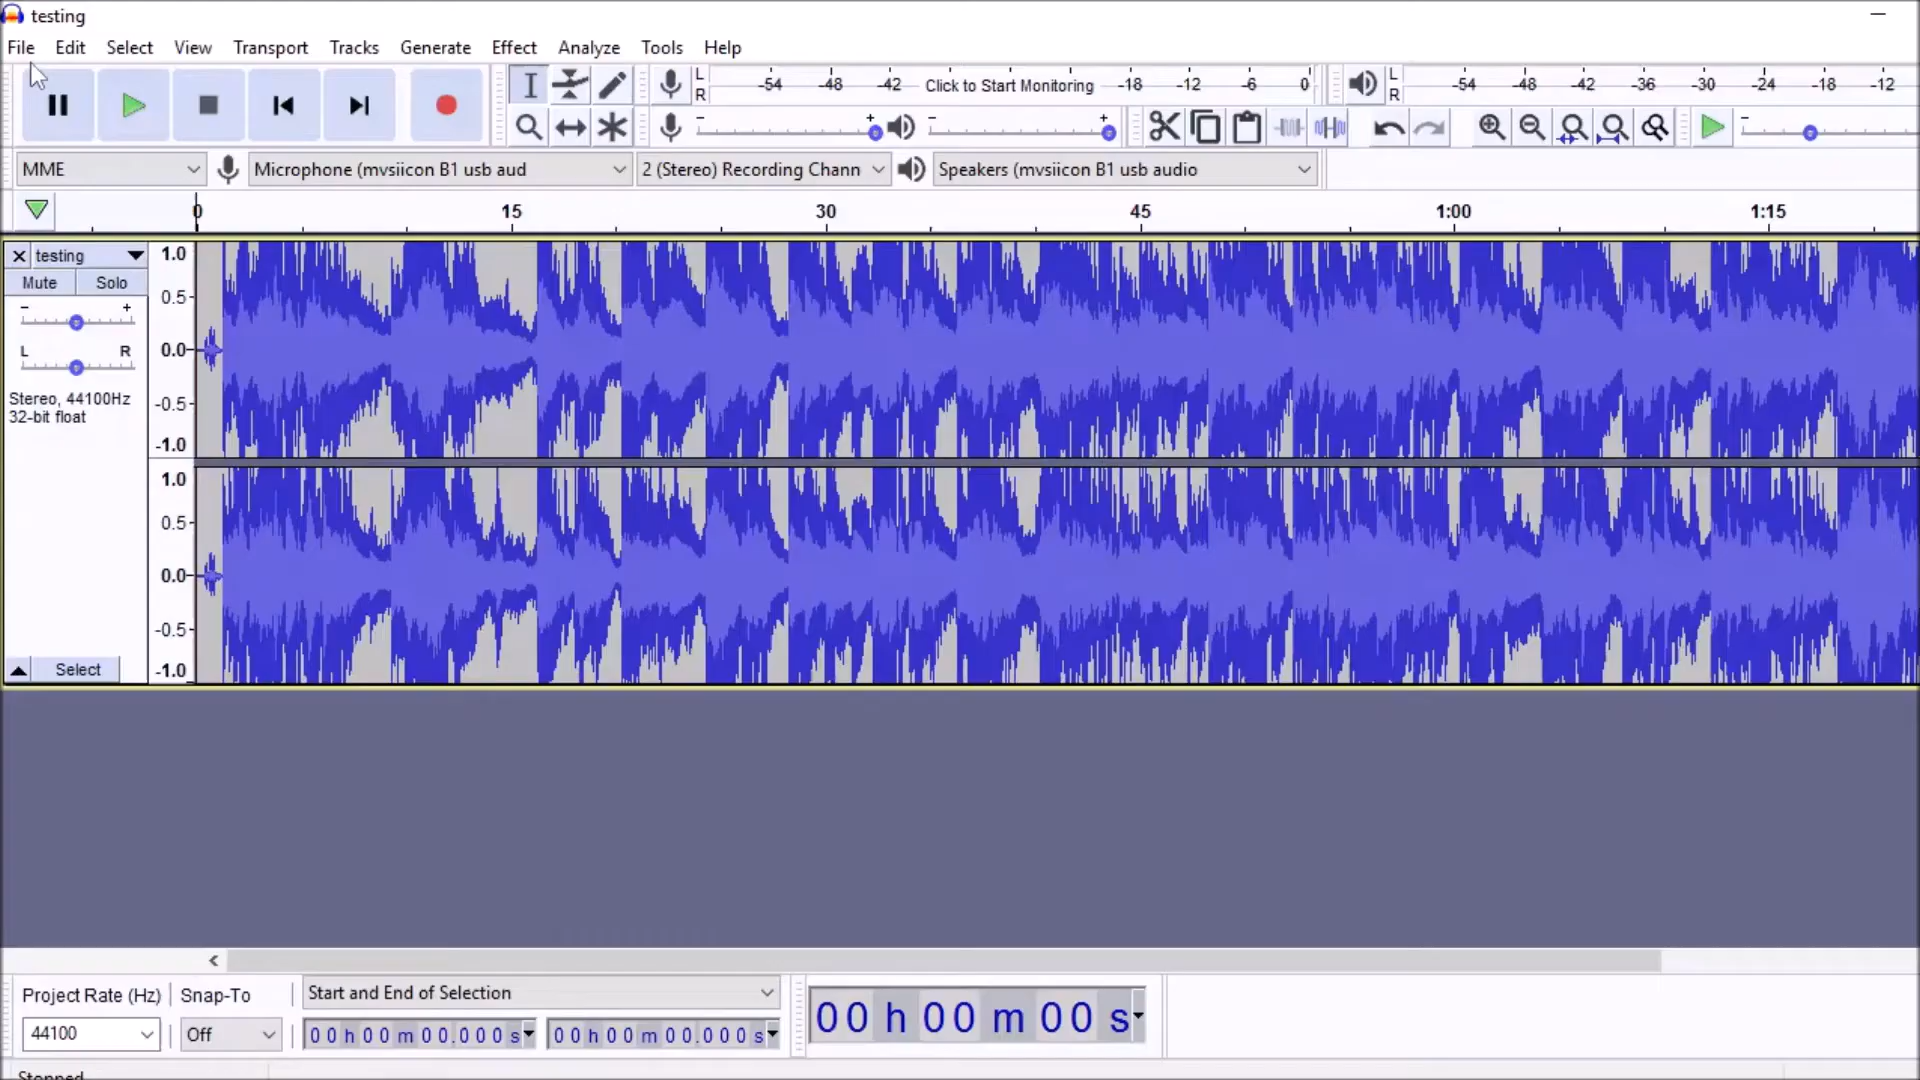 testing
File Edit Select View Transport Tracks Generate Effect Analyze Tools Help
L R -54 -48 -42 Click to Start Monitoring -18 -12 -6 0 L R -54 -48 -42 -36 -30 -24 -18 -12
- + - + -
MME Microphone (mvsiicon B1 usb aud 2 (Stereo) Recording Chann Speakers (mvsiicon B1 usb audio
0 15 30 45 1:00 1:15
testing
Mute Solo
- +
L R
Stereo, 44100Hz
32-bit float
Select
1.0
0.5
0.0
-0.5
-1.0
1.0
0.5
0.0
-0.5
-1.0
Project Rate (Hz) Snap-To Start and End of Selection
44100 Off 00 h 00 m 00.000 s 00 h 00 m 00.000 s 00 h 00 m 00 s
Stopped